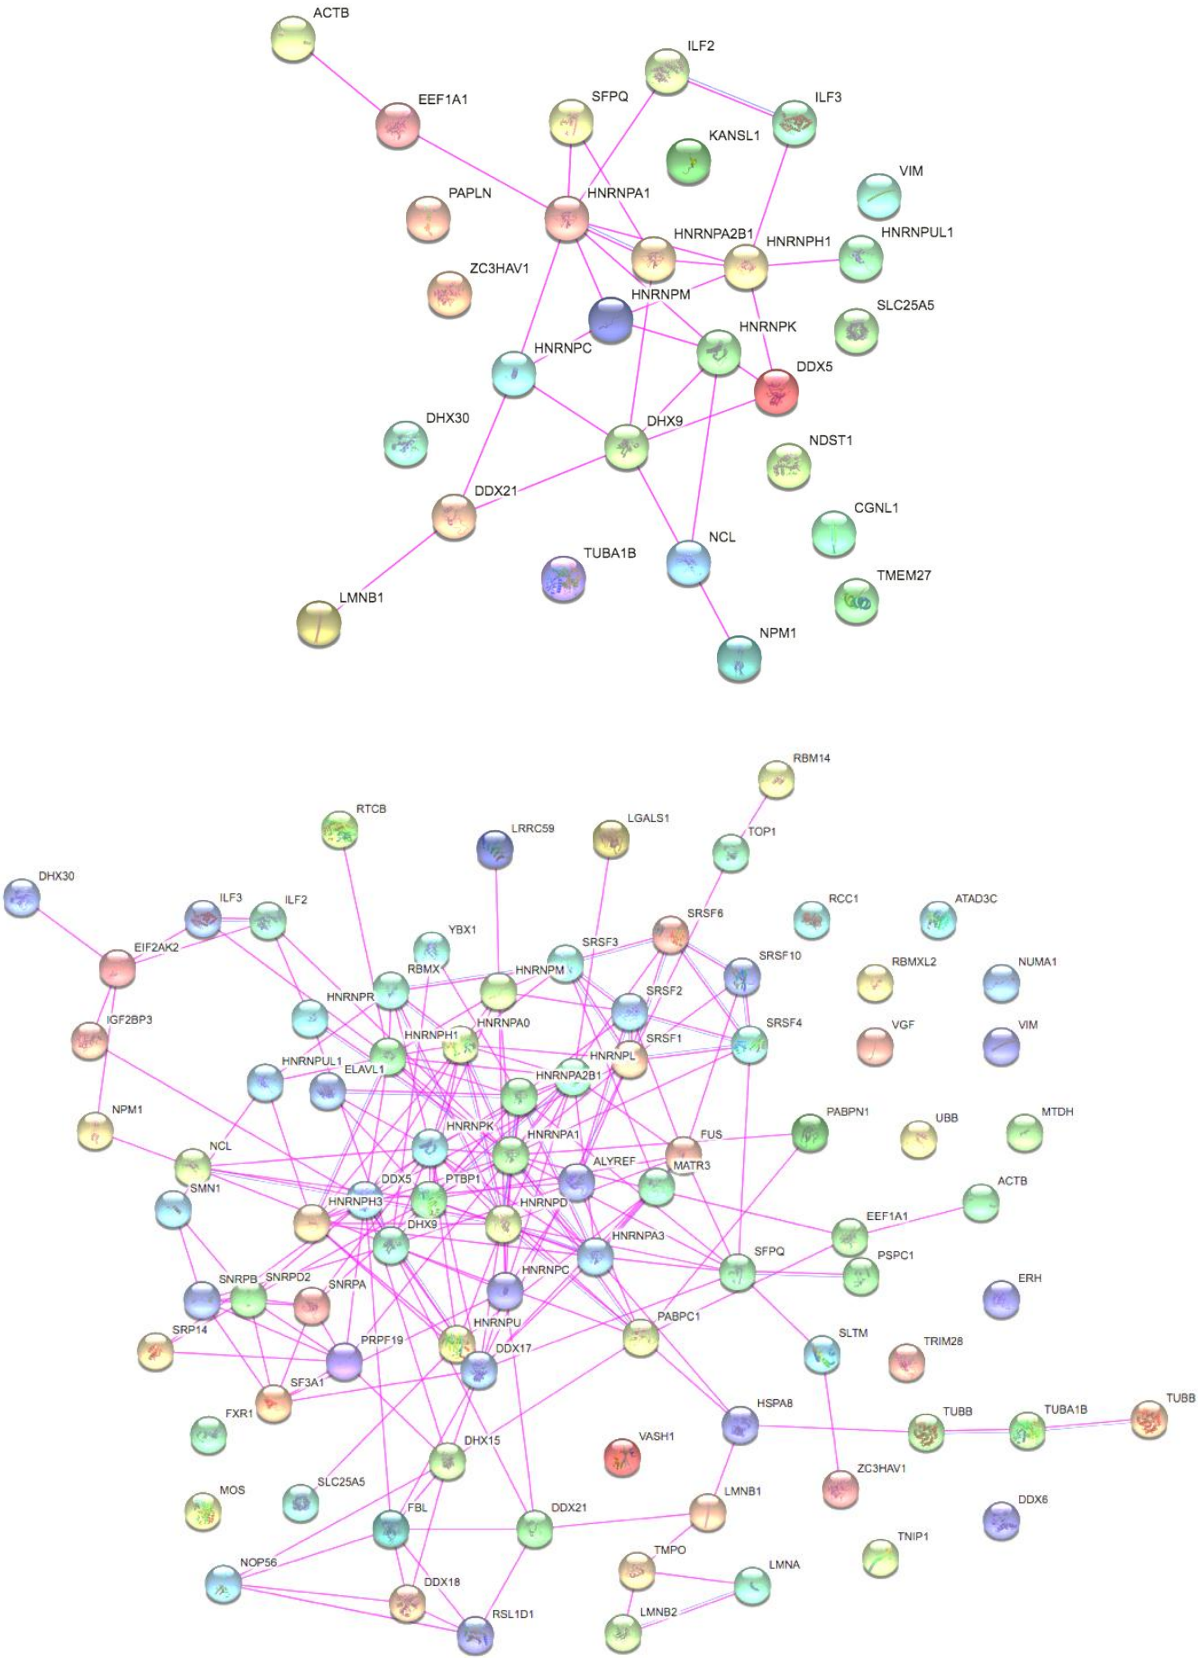 ACTB
ILF2
EEF1A1
SFPQ
ILF3
KANSL1
VIM
PAPLN
HNRNPA1
HNRNPA2B1
HNRNPH1
HNRNPUL1
ZC3HAV1
HNRNPM
SLC25A5
HNRNPK
HNRNPC
DDX5
DHX30
DHX9
NDST1
DDX21
CGNL1
TUBA1B
NCL
TMEM27
LMNB1
NPM1
RBM14
RTCB
LRRC59
LGALS1
TOP1
DHX30
ILF3
ILF2
SRSF6
RCC1
ATAD3C
EIF2AK2
YBX1
SRSF3
SRSF10
RBMX
HNRNPM
RBMXL2
NUMA1
HNRNPR
SRSF2
IGF2BP3
HNRNPA0
HNRNPH1
SRSF1
SRSF4
VGF
VIM
HNRNPUL1
HNRNPL
ELAVL1
HNRNPA2B1
NPM1
HNRNPK
HNRNPA1
FUS
PABPN1
UBB
MTDH
NCL
ALYREF
MATR3
SMN1
DDX5
PTBP1
ACTB
HNRNPH3
HNRNPD
EEF1A1
DHX9
HNRNPA3
SFPQ
PSPC1
SNRPB
SNRPD2
SNRPA
HNRNPC
ERH
SRP14
PRPF19
HNRNPU
PABPC1
DDX17
SLTM
TRIM28
SF3A1
FXR1
HSPA8
TUBB
TUBA1B
TUBB
DHX15
VASH1
MOS
SLC25A5
ZC3HAV1
FBL
DDX21
LMNB1
DDX6
NOP56
TMPO
TNIP1
DDX18
LMNA
RSL1D1
LMNB2